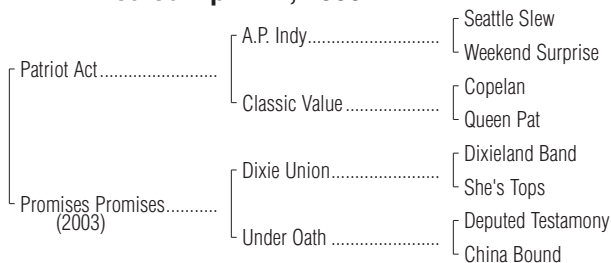 Seattle Slew
A.P. Indy
Weekend Surprise
Patriot Act
Copelan
Classic Value
Queen Pat
Dixieland Band
Dixie Union
She's Tops
Promises Promises
(2003)
Deputed Testamony
Under Oath
China Bound